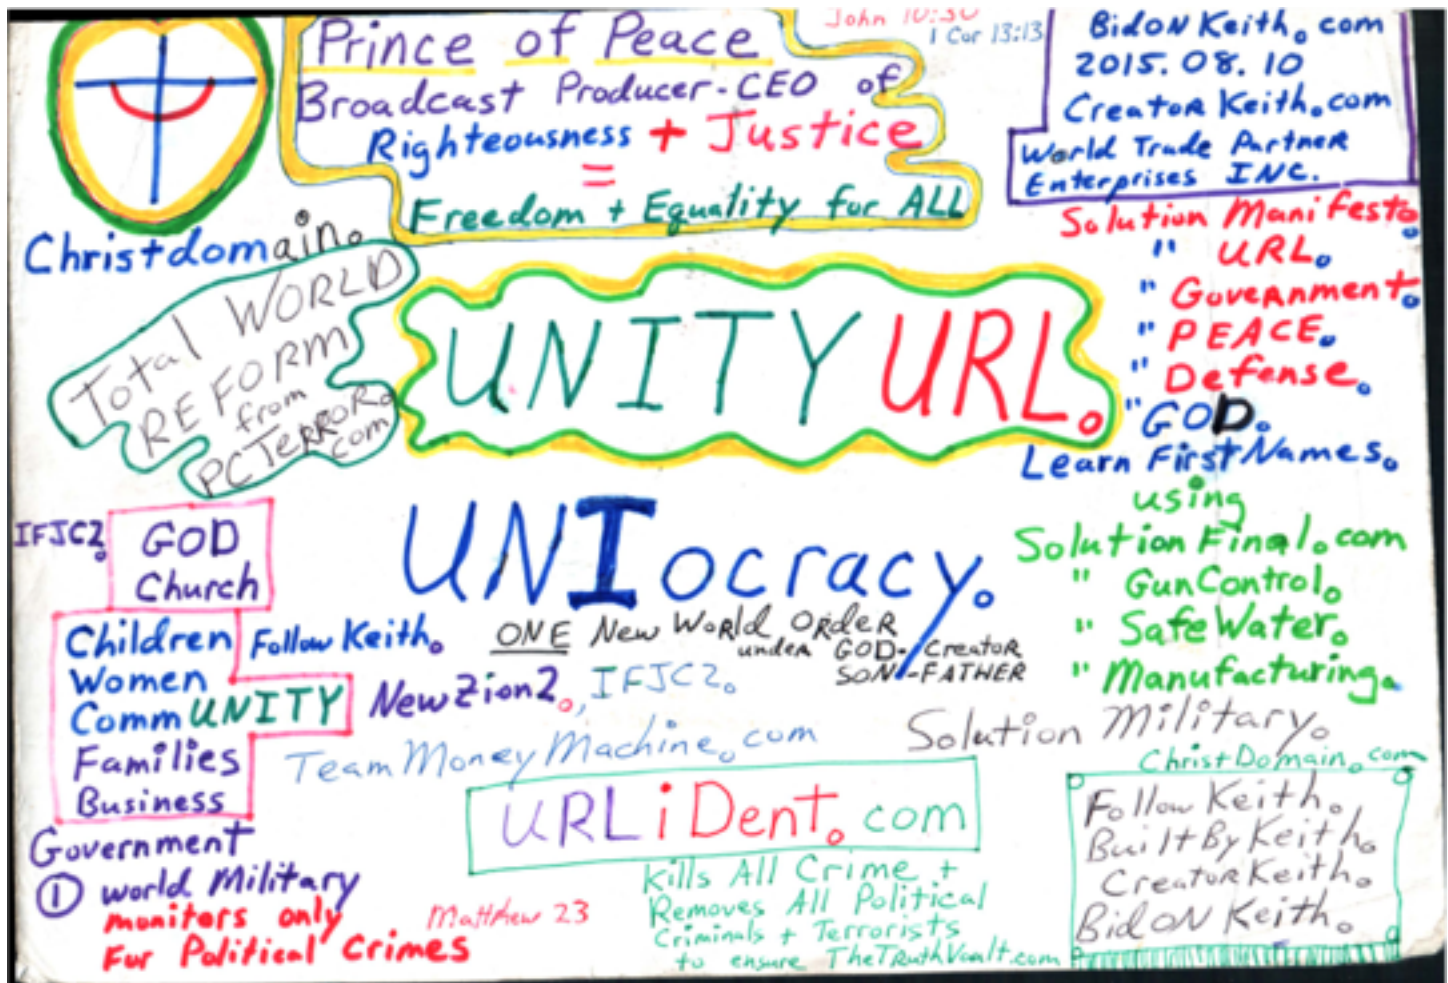 John 10:30
1 Cor 13:13
Prince of Peace
Broadcast Producer-CEO of
Righteousness + Justice
=
Freedom + Equality for ALL
BidON Keith. com
2015. 08. 10
CreatoR Keith.com
World Trade PartneR
Enterprises INC.
Christdomain.
Total WORLD
REFORM
from
PCTeRROR.
com
UNITY URL.
Solution Manifesto.
" URL.
" GoveRnment.
" PEACE.
" Defense.
" GOD.
Learn FirstNames.
using
Solution Final.com
" GunControl.
" SafeWater.
" Manufacturing.
Solution Military.
IFJC2.
GOD
Church
Children
Women
CommUNITY
Families
Business
Government
① world Military
monitors only
For Political Crimes
UNIocracy.
Follow Keith.
ONE New WoRld ORdeR
undeR GOD-CreatoR
SON-FATHER
NewZion2., IFJC2.
TeamMoneyMachine.com
URLiDent.com
Kills All Crime +
Removes All Political
Criminals + Terrorists
to ensure TheTRuthVault.com
Matthew 23
ChristDomain.com
Follow Keith.
BuiltByKeith.
CreatoRKeith.
BidON Keith.